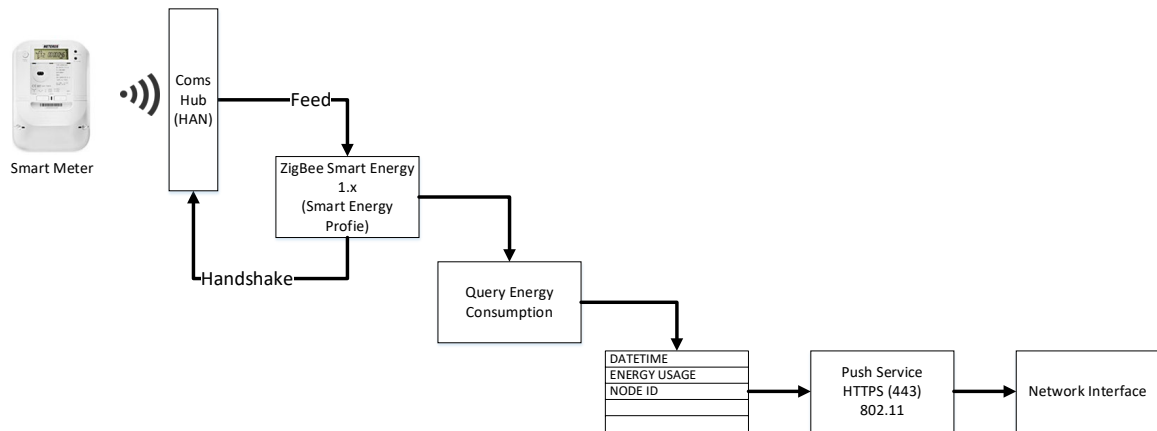 Smart Meter
Coms
Hub
(HAN)
Feed
Handshake
ZigBee Smart Energy
1.x
(Smart Energy
Profie)
Query Energy
Consumption
DATETIME
ENERGY USAGE
NODE ID
Push Service
HTTPS (443)
802.11
Network Interface